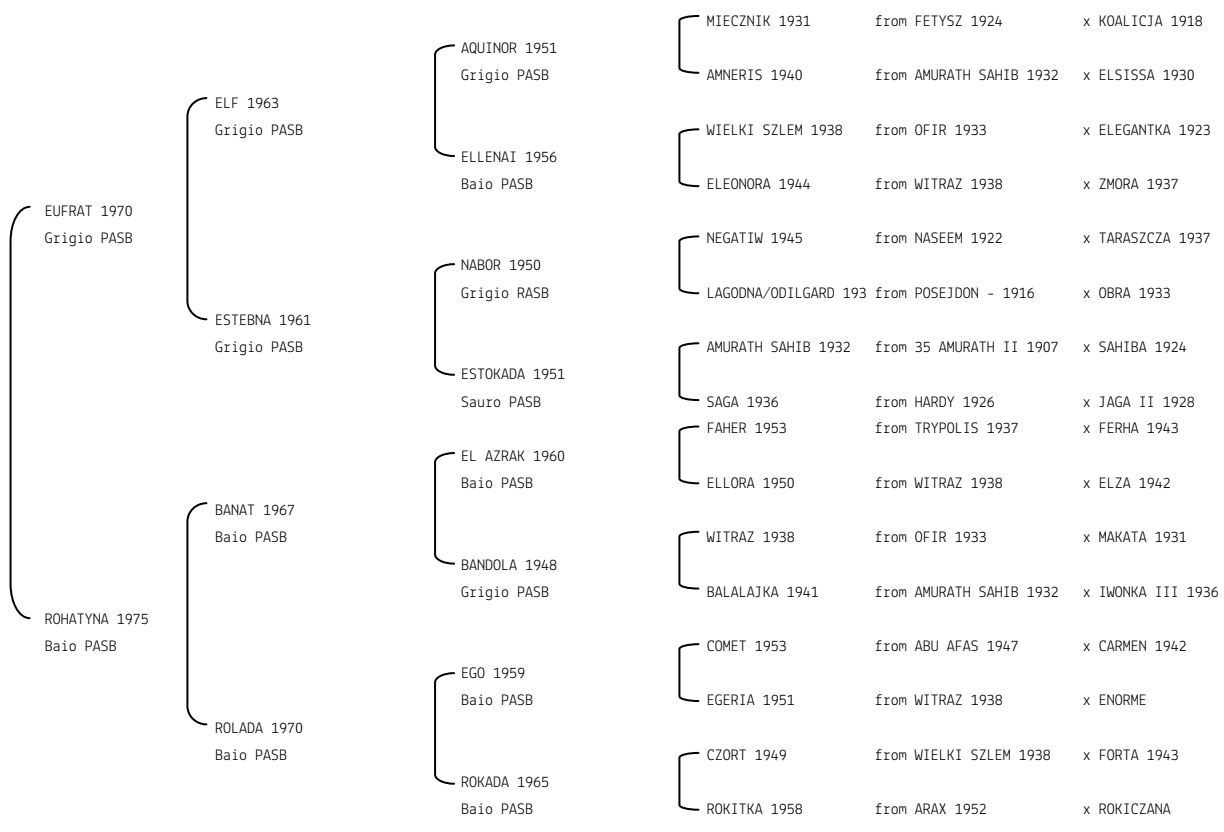 MIECZNIK 1931 from FETYSZ 1924 x KOALICJA 1918
AQUINOR 1951
Grigio PASB
AMNERIS 1940 from AMURATH SAHIB 1932 x ELSISSA 1930
ELF 1963
Grigio PASB
WIELKI SZLEM 1938 from OFIR 1933 x ELEGANTKA 1923
ELLENAI 1956
Baio PASB
ELEONORA 1944 from WITRAZ 1938 x ZMORA 1937
EUFRAT 1970
Grigio PASB
NEGATIW 1945 from NASEEM 1922 x TARASZCZA 1937
NABOR 1950
Grigio RASB
LAGODNA/ODILGARD 193 from POSEJDON - 1916 x OBRA 1933
ESTEBNA 1961
Grigio PASB
AMURATH SAHIB 1932 from 35 AMURATH II 1907 x SAHIBA 1924
ESTOKADA 1951
Sauro PASB
SAGA 1936 from HARDY 1926 x JAGA II 1928
FAHER 1953 from TRYPOLIS 1937 x FERHA 1943
EL AZRAK 1960
Baio PASB
ELLORA 1950 from WITRAZ 1938 x ELZA 1942
BANAT 1967
Baio PASB
WITRAZ 1938 from OFIR 1933 x MAKATA 1931
BANDOLA 1948
Grigio PASB
BALALAJKA 1941 from AMURATH SAHIB 1932 x IWONKA III 1936
ROHATYNA 1975
Baio PASB
COMET 1953 from ABU AFAS 1947 x CARMEN 1942
EGO 1959
Baio PASB
EGERIA 1951 from WITRAZ 1938 x ENORME
ROLADA 1970
Baio PASB
CZORT 1949 from WIELKI SZLEM 1938 x FORTA 1943
ROKADA 1965
Baio PASB
ROKITKA 1958 from ARAX 1952 x ROKICZANA